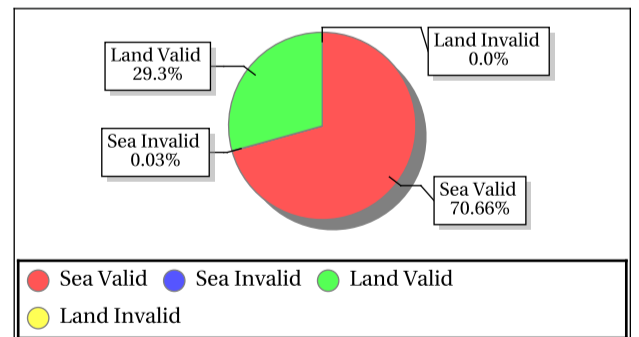 Land Invalid
0.0%
Land Valid
29.3%
Sea Invalid
0.03%
Sea Valid
70.66%
Sea Valid
Sea Invalid
Land Valid
Land Invalid